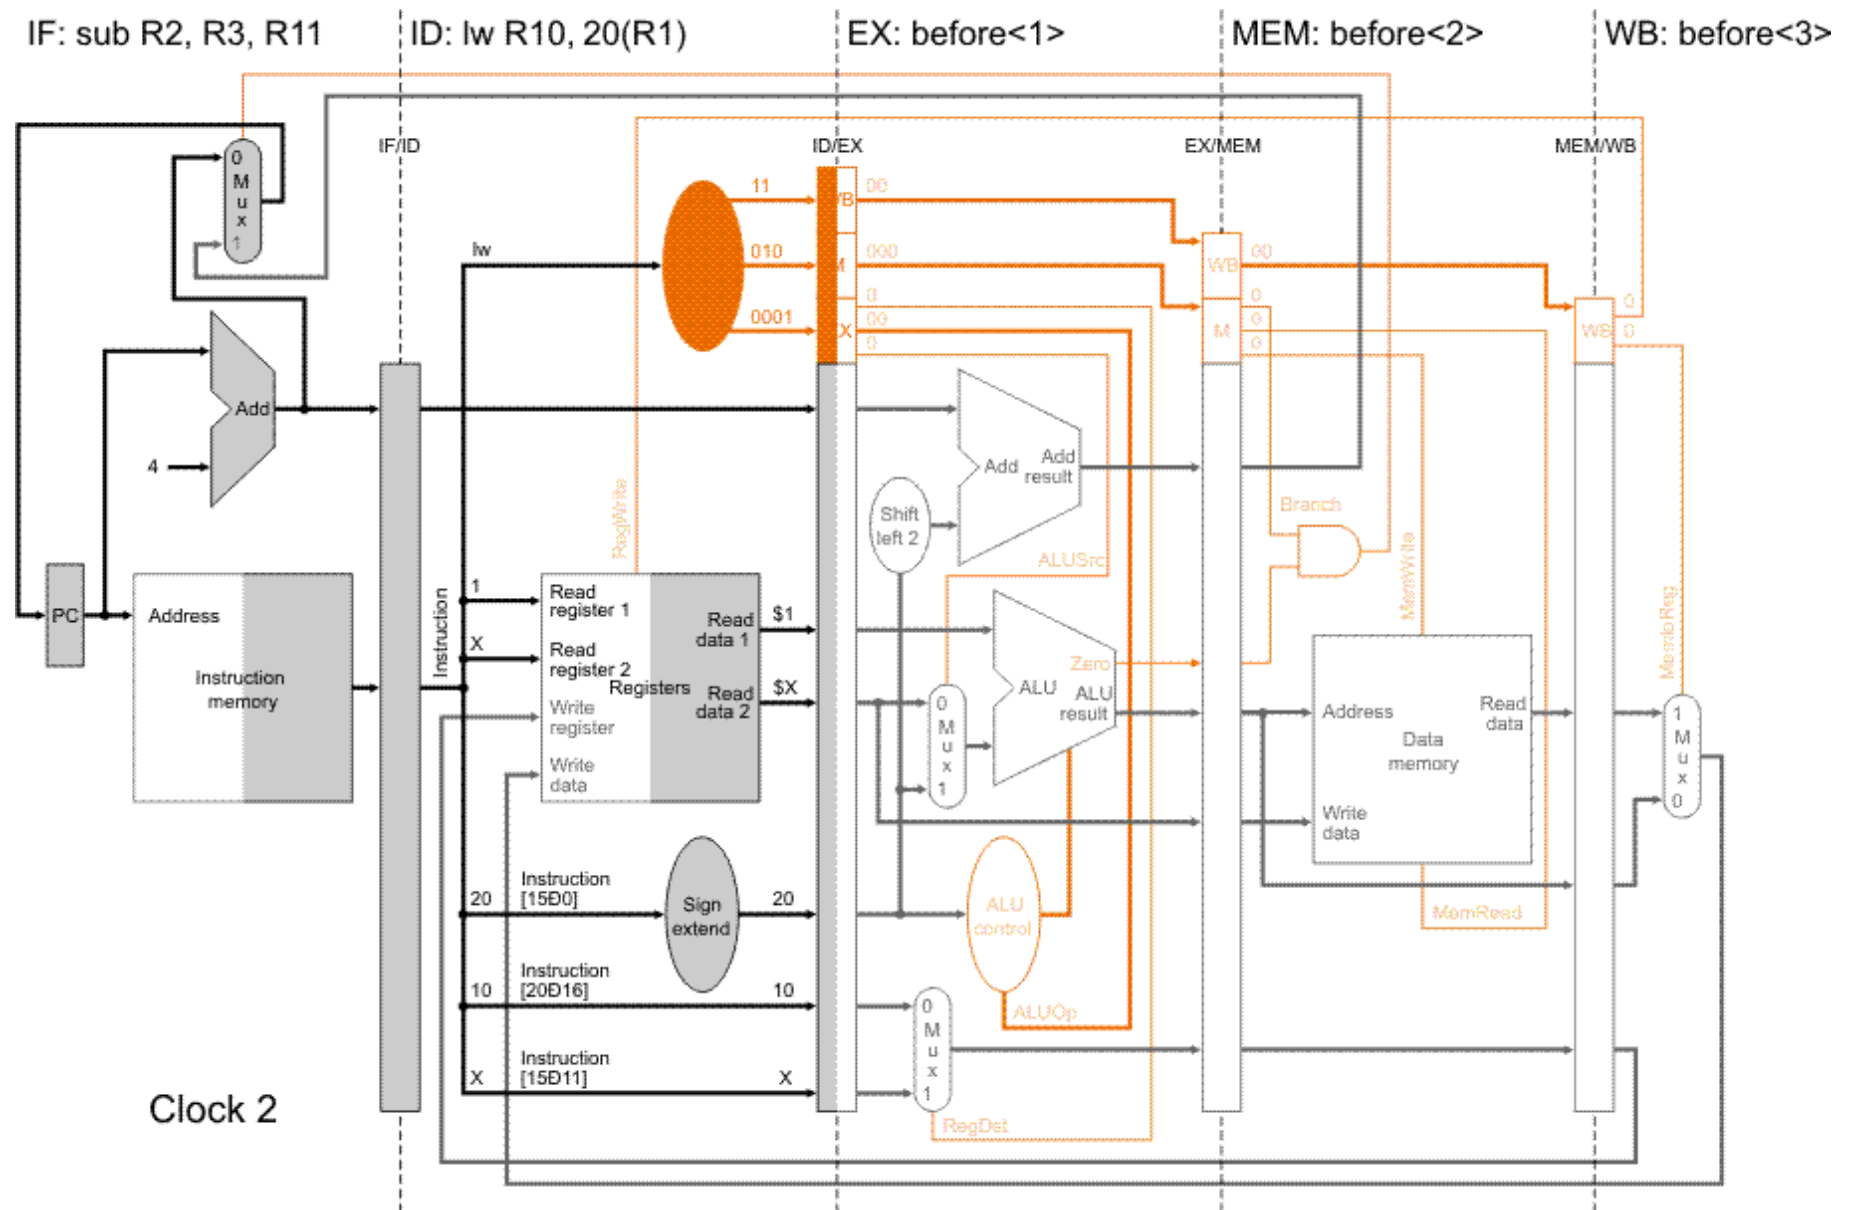 IF: sub R2, R3, R11
ID: lw R10, 20(R1)
EX: before<1>
MEM: before<2>
WB: before<3>
IF/ID
ID/EX
EX/MEM
MEM/WB
0
M
u
x
1
lw
11
010
0001
WB
M
EX
00
000
0
00
0
WB
M
00
0
0
0
WB
0
0
Add
4
PC
Address
Instruction
memory
Instruction
RegWrite
1
X
Read
register 1
Read
register 2
Registers
Write
register
Write
data
Read
data 1
Read
data 2
$1
$X
Add
Add
result
Shift
left 2
ALUSrc
0
M
u
x
1
ALU
Zero
ALU
result
Branch
MemWrite
Address
Read
data
Data
memory
Write
data
MemRead
MemtoReg
1
M
u
x
0
20
Instruction
[15Đ0]
Sign
extend
20
ALU
control
10
Instruction
[20Đ16]
10
ALUOp
X
Instruction
[15Đ11]
X
0
M
u
x
1
RegDst
Clock 2